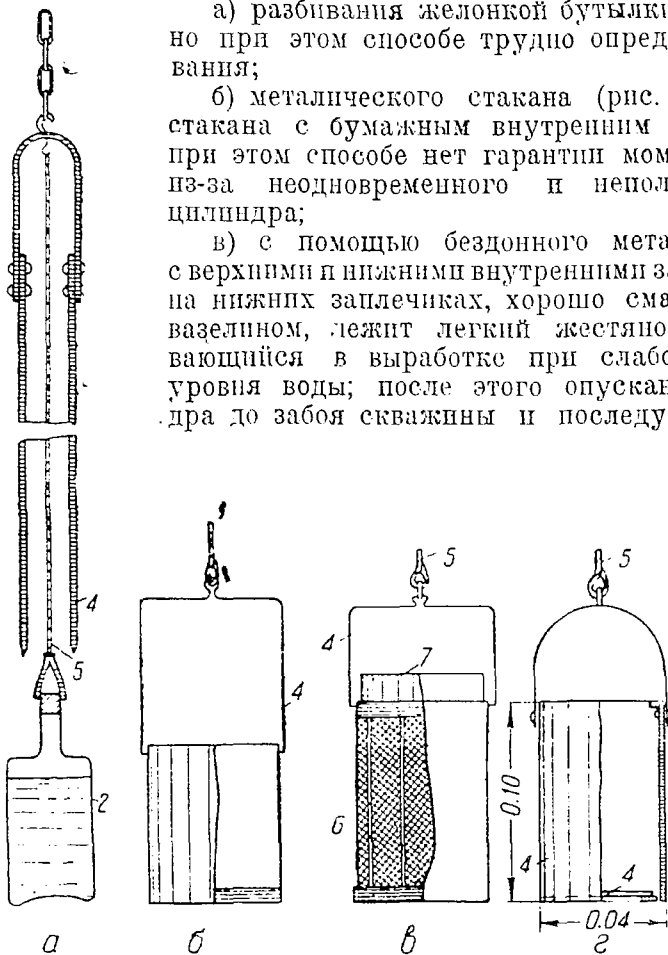 а) разбивания желонкой бутылки
но при этом способе трудно опред
вания;
б) металического стакана (рис.
стакана с бумажным внутренним
при этом способе нет гарантии мом
из-за неодновременного и непол
цилиндра;
в) с помощью бездонного мета
с верхними и нижними внутренними за
на нижних заплечиках, хорошо сма
вазелином, лежит легкий жестяно
вающийся в выработке при слабо
уровня воды; после этого опускан
дра до забоя скважины и последу
4
5
2
а
4
б
5
4
7
6
в
5
0.10
4
4
0.04
г